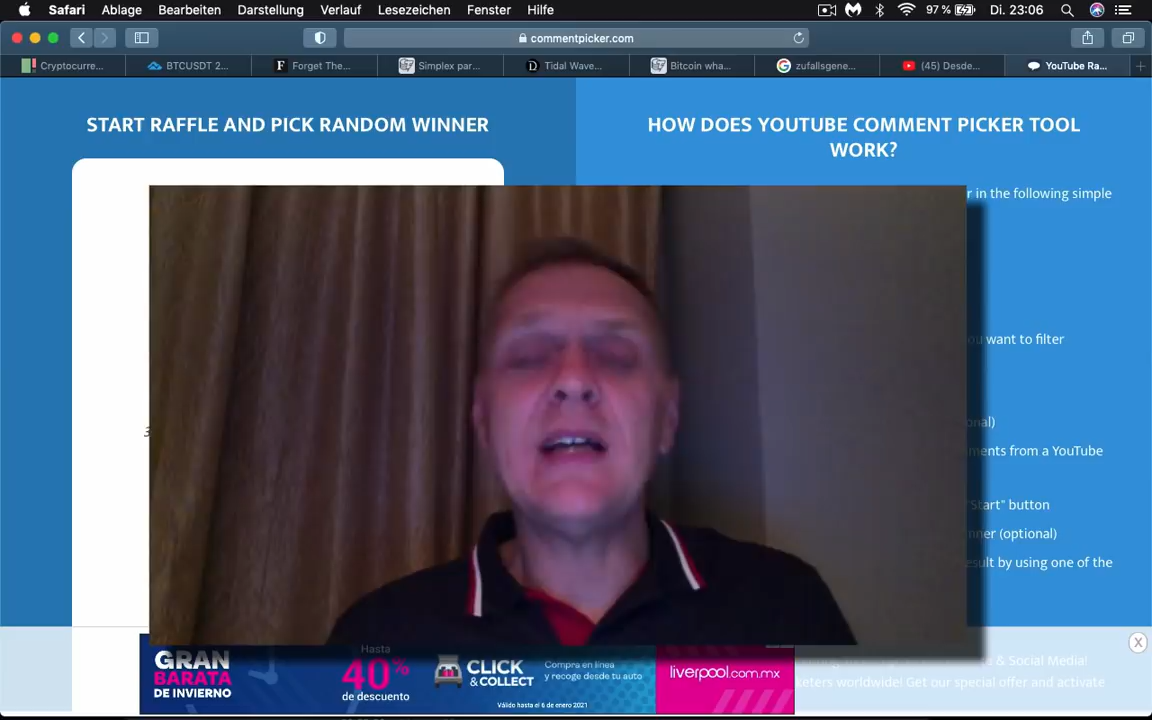 Safari Ablage Bearbeiten Darstellung Verlauf Lesezeichen Fenster Hilfe 97 % Di. 23:06
commentpicker.com
Cryptocurre... BTCUSDT 2... Forget The... Simplex par... Tidal Wave... Bitcoin wha... zufallsgene... (45) Desde... YouTube Ra...
START RAFFLE AND PICK RANDOM WINNER
HOW DOES YOUTUBE COMMENT PICKER TOOL
WORK?
r in the following simple
you want to filter
onal)
ments from a YouTube
"Start" button
nner (optional)
esult by using one of the
GRAN
BARATA
DE INVIERNO
Hasta
40%
de descuento
CLICK
& COLLECT
Compra en línea
y recoge desde tu auto
Válido hasta el 6 de enero 2021
liverpool.com.mx
X
& Social Media!
keters worldwide! Get our special offer and activate